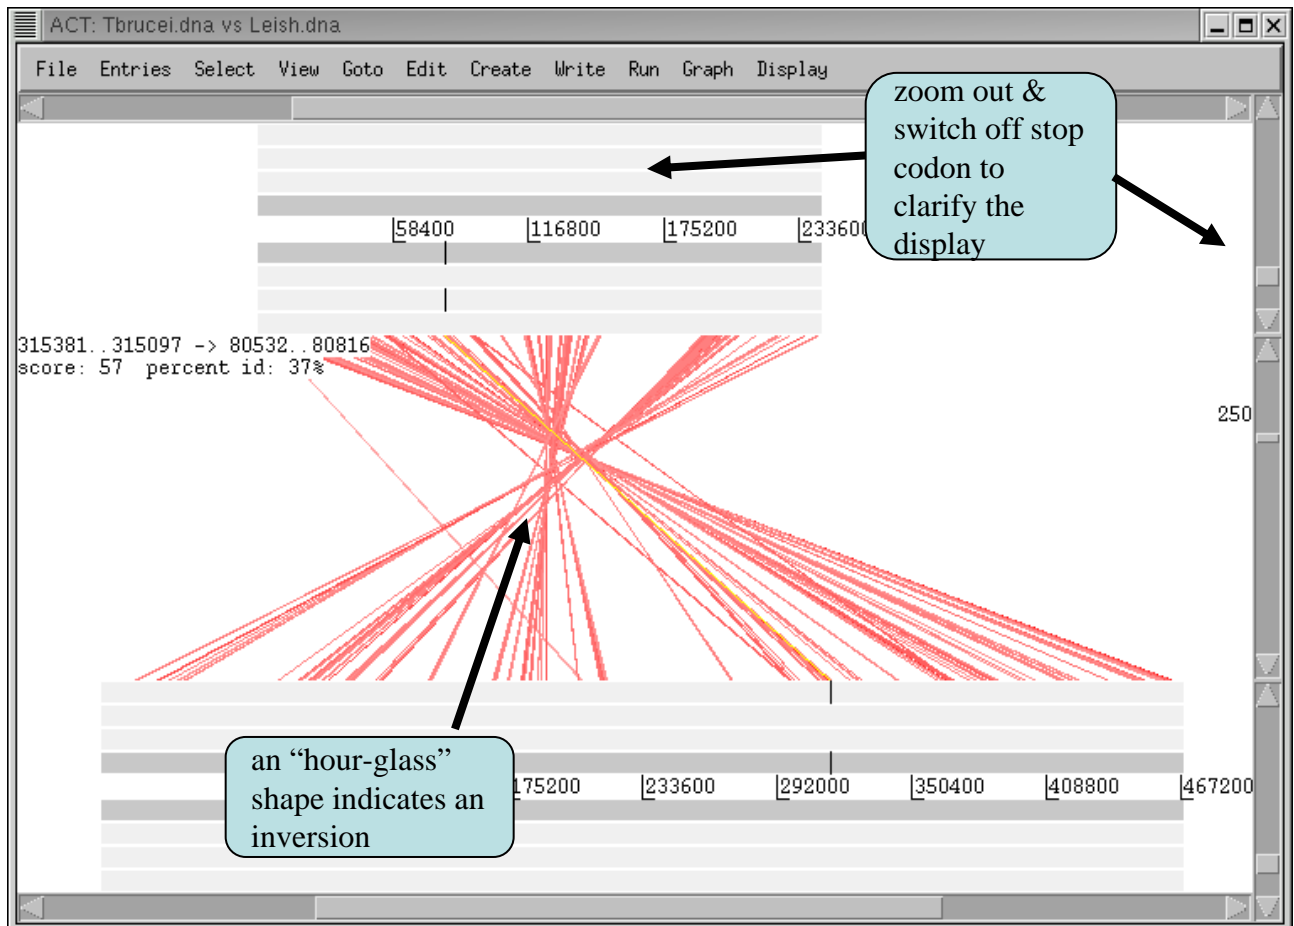 ACT: Tbrucei.dna vs Leish.dna
File Entries Select View Goto Edit Create Write Run Graph Display
zoom out &
switch off stop
codon to
clarify the
display
58400 116800 175200 233600
315381..315097 -> 80532..80816
score: 57 percent id: 37%
250
an “hour-glass”
shape indicates an
inversion
175200 233600 292000 350400 408800 467200